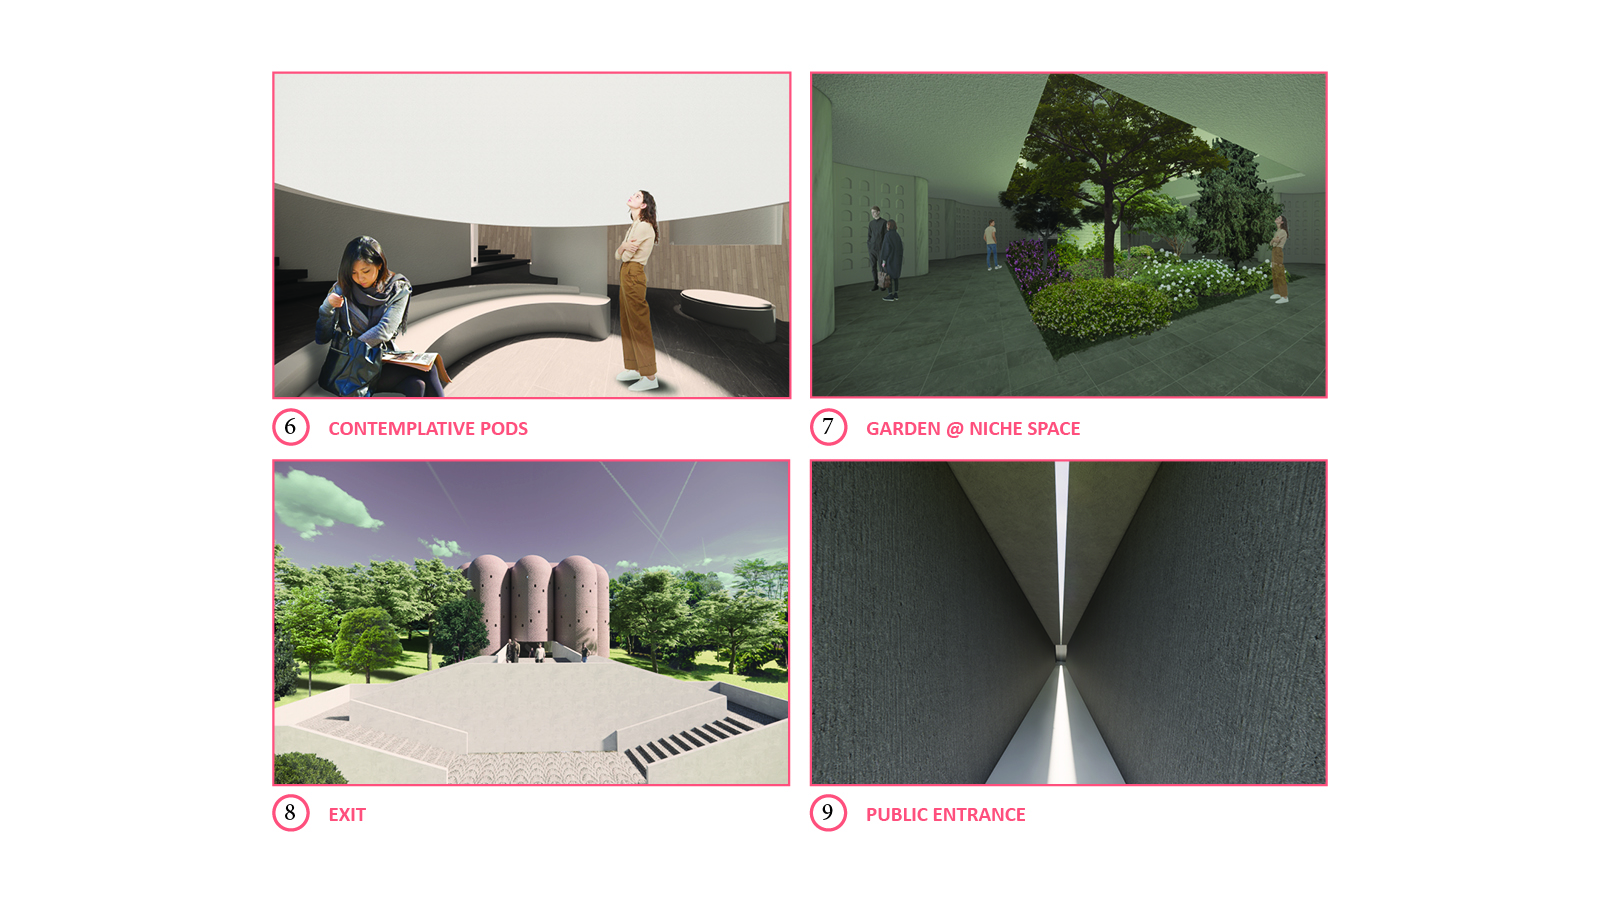 6 CONTEMPLATIVE PODS
7 GARDEN @ NICHE SPACE
8 EXIT
9 PUBLIC ENTRANCE